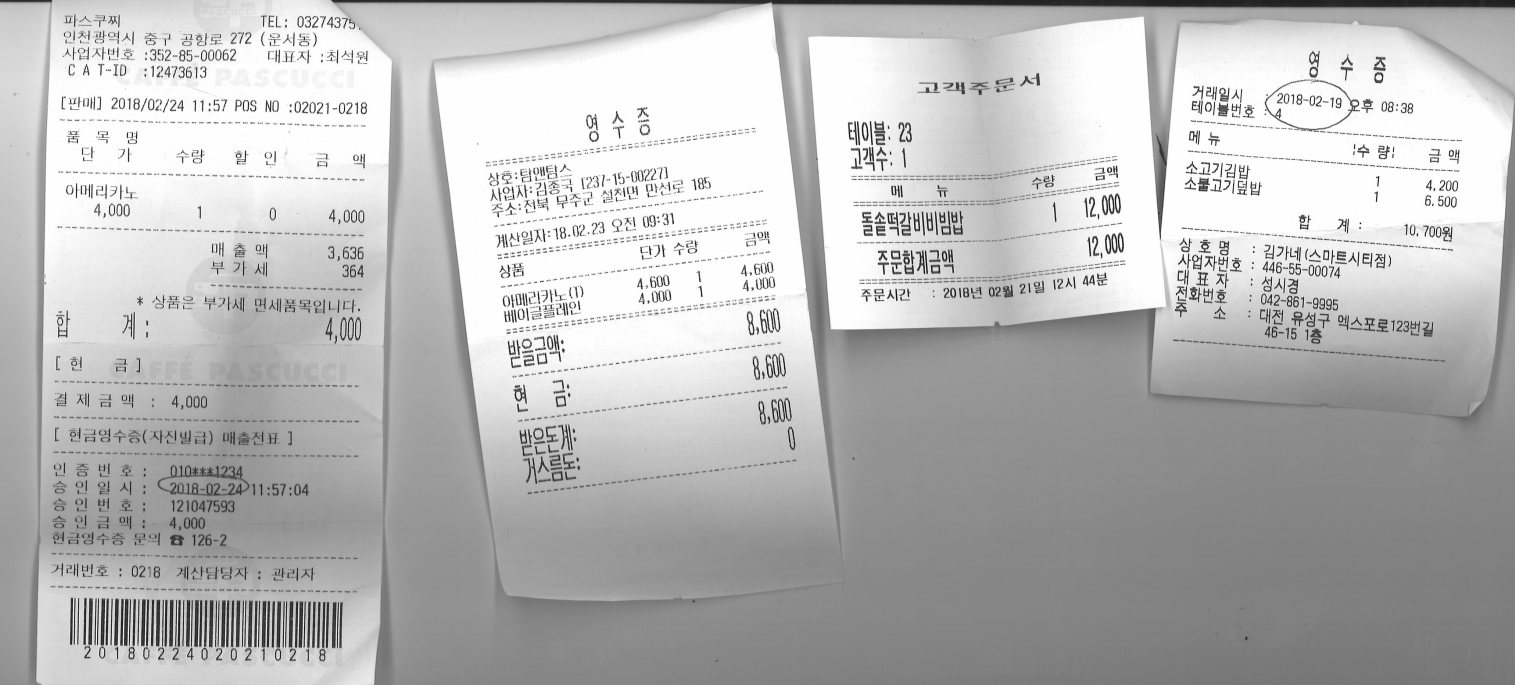 파스쿠찌 TEL: 03274375
인천광역시 중구 공항로 272 (운서동)
사업자번호 :352-85-00062 대표자 :최석원
C A T-ID :12473613
[판매] 2018/02/24 11:57 POS NO :02021-0218
품 목 명
단 가 수량 할 인 금 액
아메리카노
4,000 1 0 4,000
매 출 액 3,636
부 가 세 364
* 상품은 부가세 면세품목입니다.
합 계: 4,000
[ 현 금 ]
CAFFÉ PASCUCCI
결 제 금 액 : 4,000
[ 현금영수증(자진발급) 매출전표 ]
인 증 번 호 : 010***1234
승 인 일 시 : 2018-02-24 11:57:04
승 인 번 호 : 121047593
승 인 금 액 : 4,000
현금영수증 문의 ☎ 126-2
거래번호 : 0218 계산담당자 : 관리자
20180224020210218
영 수 증
상호:탐앤탐스
사업자:김종국 [237-15-00227]
주소:전북 무주군 설천면 만선로 185
계산일자:18.02.23 오전 09:31
상품 단가 수량 금액
아메리카노(T) 4,600 1 4,600
베이글플레인 4,000 1 4,000
받을금액: 8,600
현 금: 8,600
받은돈계: 8,600
거스름돈: 0
고객주문서
테이블: 23
고객수: 1
메 뉴 수량 금액
돌솥떡갈비비빔밥 1 12,000
주문합계금액 12,000
주문시간 : 2018년 02월 21일 12시 44분
영 수 증
거래일시 : 2018-02-19 오후 08:38
테이블번호 : 4
메 뉴 수 량 금 액
소고기김밥 1 4,200
소불고기덮밥 1 6,500
합 계 : 10,700원
상 호 명 : 김가네(스마트시티점)
사업자번호 : 446-55-00074
대 표 자 : 성시경
전화번호 : 042-861-9995
주 소 : 대전 유성구 엑스포로123번길
46-15 1층